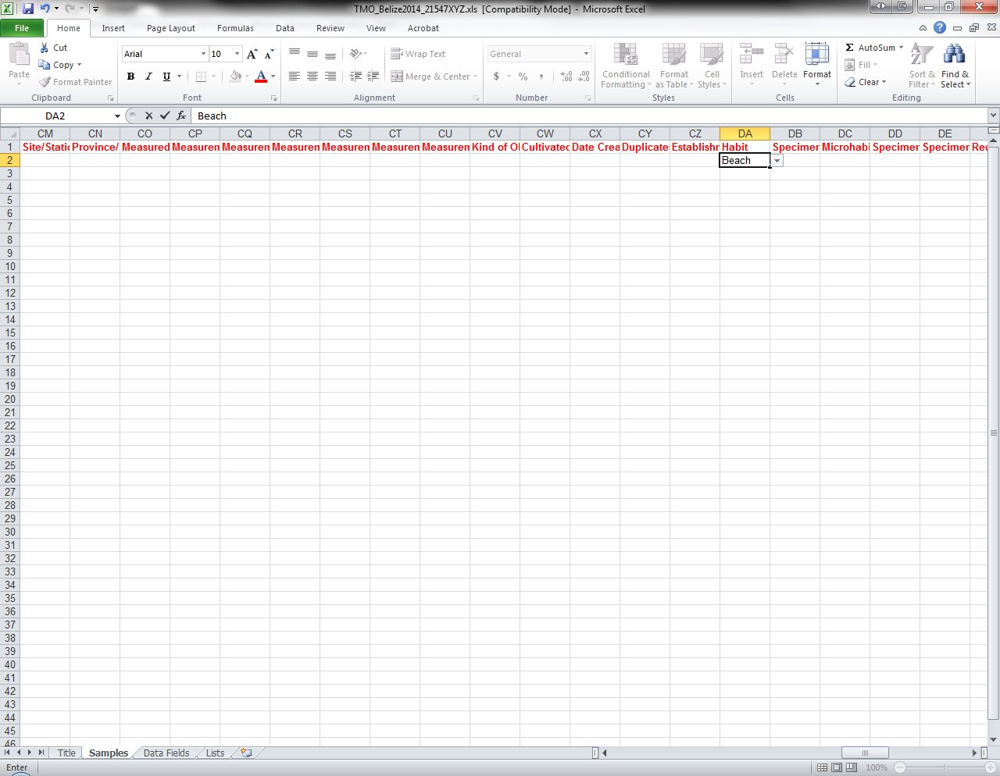 TMO_Belize2014_21547XYZ.xls [Compatibility Mode] - Microsoft Excel
File Home Insert Page Layout Formulas Data Review View Acrobat
Paste
Cut
Copy
Format Painter
Clipboard
Arial 10
B I U A
Font
Wrap Text
Merge & Center
Alignment
General
$ % ,
Number
Conditional Formatting
Format as Table
Cell Styles
Styles
Insert Delete Format
Cells
Σ AutoSum
Fill
Clear
Sort & Filter
Find & Select
Editing
DA2 fx Beach
CM CN CO CP CQ CR CS CT CU CV CW CX CY CZ DA DB DC DD DE
1 Site/Stati Province/ Measured Measuren Measuren Measuren Measuren Measuren Measuren Kind of O Cultivated Date Crea Duplicate Establishr Habit Specimer Microhabi Specimer Specimer Rec
2 Beach
3
4
5
6
7
8
9
10
11
12
13
14
15
16
17
18
19
20
21
22
23
24
25
26
27
28
29
30
31
32
33
34
35
36
37
38
39
40
41
42
43
44
45
46
Title Samples Data Fields Lists
Enter 100%